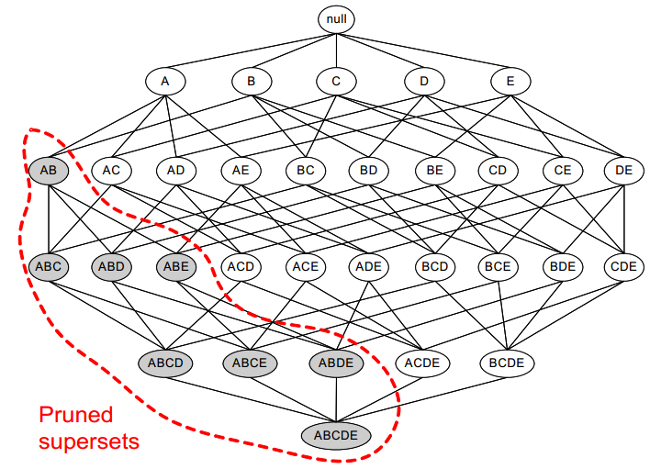 null
A B C D E
AB AC AD AE BC BD BE CD CE DE
ABC ABD ABE ACD ACE ADE BCD BCE BDE CDE
ABCD ABCE ABDE ACDE BCDE
ABCDE
Pruned
supersets